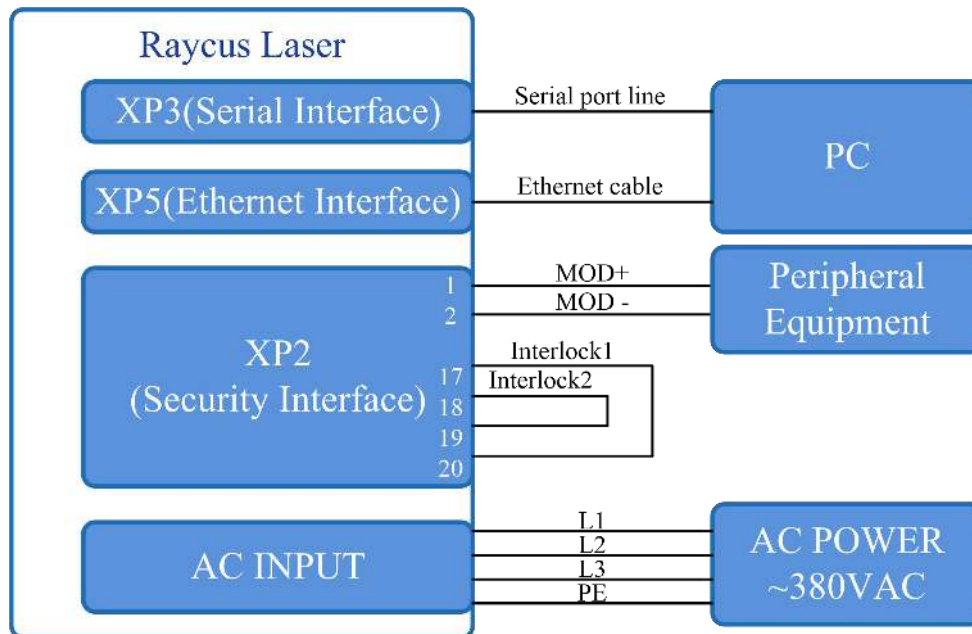 Raycus Laser
XP3(Serial Interface)
Serial port line
PC
XP5(Ethernet Interface)
Ethernet cable
1
MOD+
2
MOD -
Peripheral
Equipment
XP2
(Security Interface)
17
Interlock1
18
Interlock2
19
20
AC INPUT
L1
L2
L3
PE
AC POWER
~380VAC